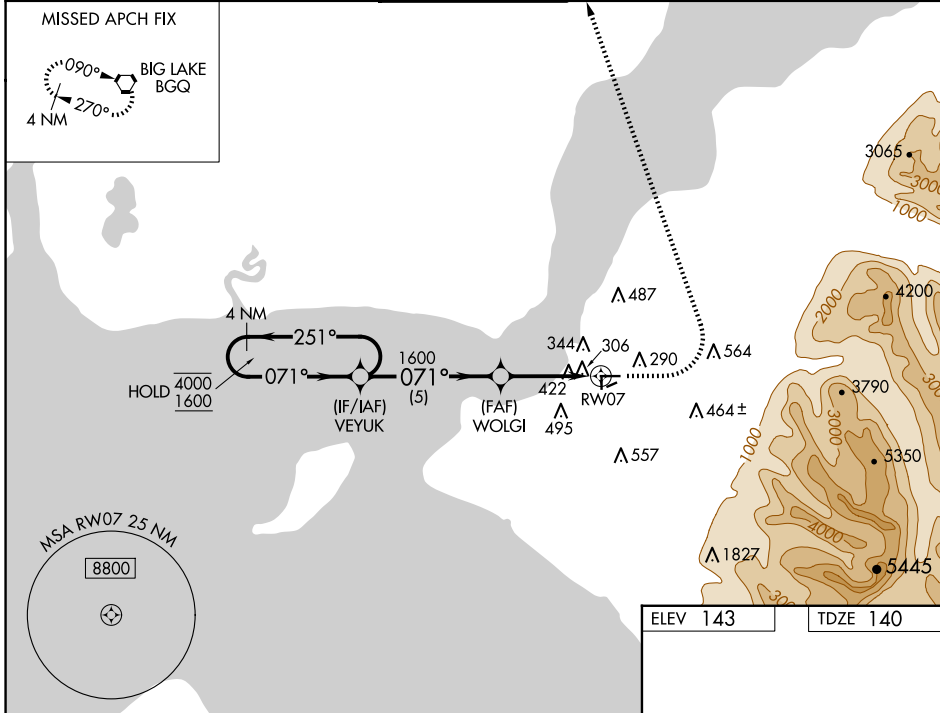 MISSED APCH FIX
090°
BIG LAKE
BGQ
270°
4 NM
3065
3000
1000
4200
2000
487
4 NM
251°
344
306
290
564
1600
HOLD 4000
1600
071°
071°
(5)
422
RW07
3790
(IF/IAF)
VEYUK
(FAF)
WOLGI
495
464±
3000
1000
557
5350
4000
MSA RW07 25 NM
8800
1827
5445
3000
300
ELEV 143
TDZE 140